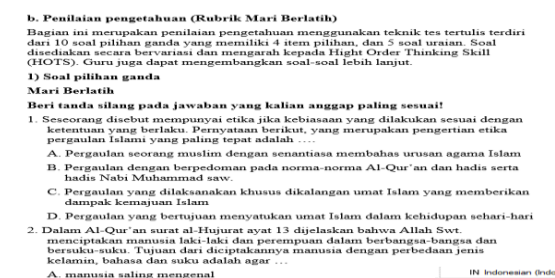 b. Penilaian pengetahuan (Rubrik Mari Berlatih)
Bagian ini merupakan penilaian pengetahuan menggunakan teknik tes tertulis terdiri
dari 10 soal pilihan ganda yang memiliki 4 item pilihan, dan 5 soal uraian. Soal
disediakan secara bervariasi dan mengarah kepada Hight Order Thinking Skill
(HOTS). Guru juga dapat mengembangkan soal-soal lebih lanjut.
1) Soal pilihan ganda
Mari Berlatih
Beri tanda silang pada jawaban yang kalian anggap paling sesuai!
1. Seseorang disebut mempunyai etika jika kebiasaan yang dilakukan sesuai dengan
ketentuan yang berlaku. Pernyataan berikut, yang merupakan pengertian etika
pergaulan Islami yang paling tepat adalah ....
A. Pergaulan seorang muslim dengan senantiasa membahas urusan agama Islam
B. Pergaulan dengan berpedoman pada norma-norma Al-Qur'an dan hadis serta
hadis Nabi Muhammad saw.
C. Pergaulan yang dilaksanakan khusus dikalangan umat Islam yang memberikan
dampak kemajuan Islam
D. Pergaulan yang bertujuan menyatukan umat Islam dalam kehidupan sehari-hari
2. Dalam Al-Qur'an surat al-Hujurat ayat 13 dijelaskan bahwa Allah Swt.
menciptakan manusia laki-laki dan perempuan dalam berbangsa-bangsa dan
bersuku-suku. Tujuan dari diciptakannya manusia dengan perbedaan jenis
kelamin, bahasa dan suku adalah agar ...
A. manusia saling mengenal
IN Indonesian (Indo